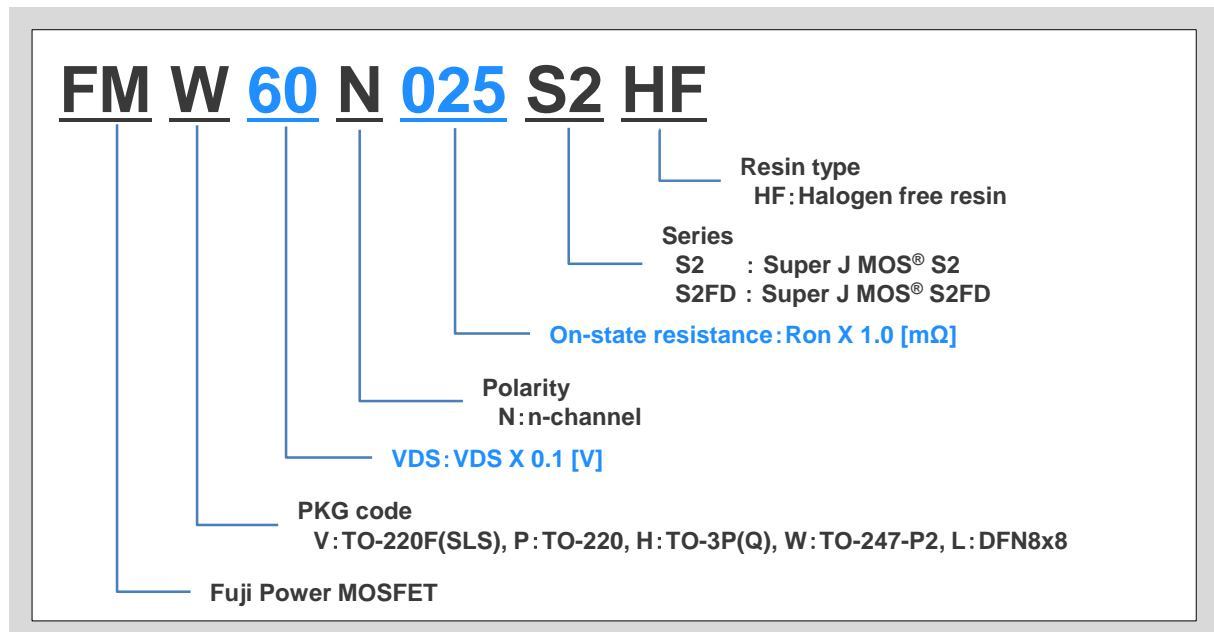 FM W 60 N 025 S2 HF
Resin type
HF:Halogen free resin
Series
S2 : Super J MOS® S2
S2FD : Super J MOS® S2FD
On-state resistance:Ron X 1.0 [mΩ]
Polarity
N:n-channel
VDS:VDS X 0.1 [V]
PKG code
V:TO-220F(SLS), P:TO-220, H:TO-3P(Q), W:TO-247-P2, L:DFN8x8
Fuji Power MOSFET